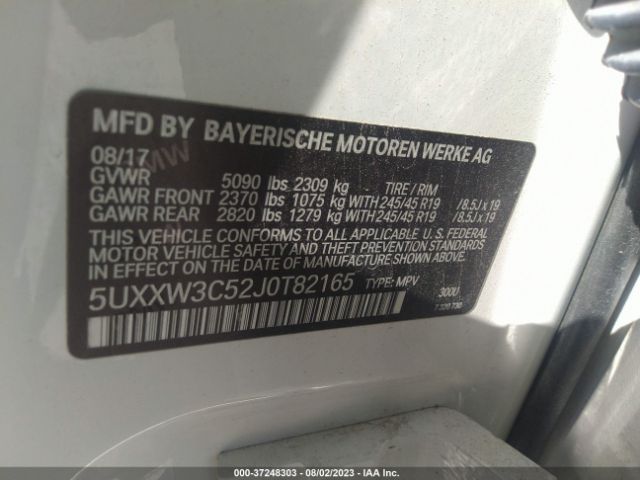 MFD BY BAYERISCHE MOTOREN WERKE AG
08/17
GVWR 5090 lbs 2309 kg TIRE / RIM
GAWR FRONT 2370 lbs 1075 kg WITH 245/45 R19 / 8.5J x 19
GAWR REAR 2820 lbs 1279 kg WITH 245/45 R19 / 8.5J x 19
THIS VEHICLE CONFORMS TO ALL APPLICABLE U. S. FEDERAL
MOTOR VEHICLE SAFETY AND THEFT PREVENTION STANDARDS
IN EFFECT ON THE DATE OF MANUFACTURE SHOWN ABOVE.
5UXXW3C52J0T82165 TYPE: MPV 300U
7 320 730
000-37248303 - 08/02/2023 - IAA Inc.